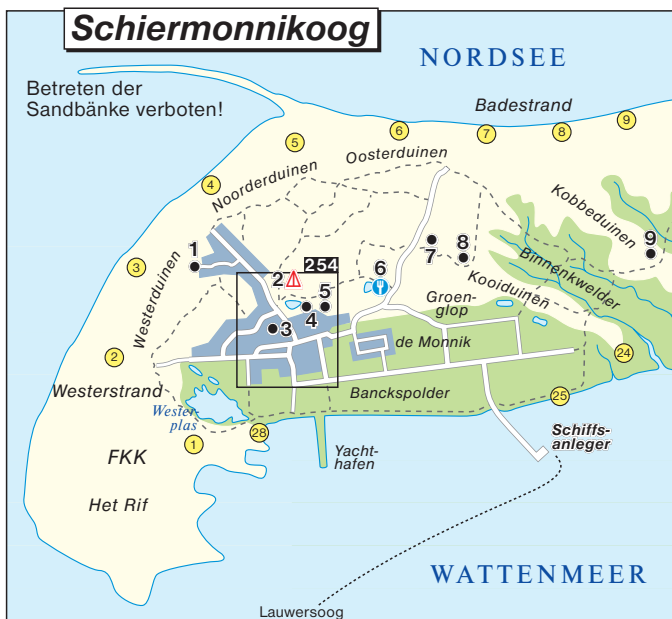 Schiermonnikoog
NORDSEE
Betreten der
Sandbänke verboten!
Badestrand
9
8
7
6
5
Oosterduinen
Noorderduinen
4
Kobbeduinen
1
9
7
8
Binnenkwelder
3
Westerduinen
254
2
6
5
4
Kooiduinen
Groen-
glop
3
de Monnik
2
24
Westerstrand
Banckspolder
25
Wester-
plas
1
28
Schiffs-
anleger
FKK
Yacht-
hafen
Het Rif
WATTENMEER
Lauwersoog